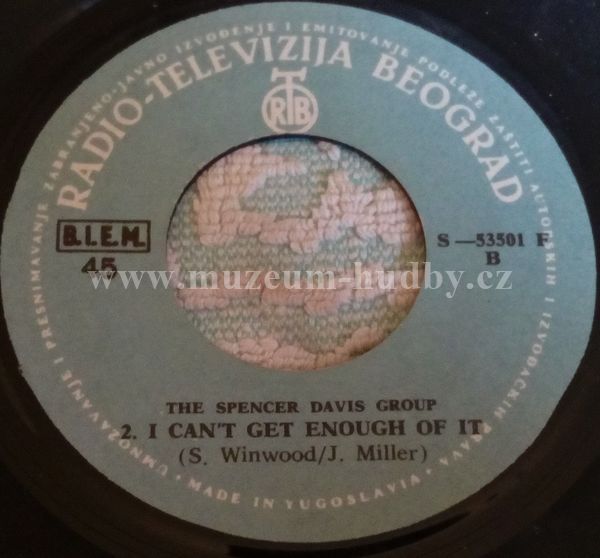 UMNOŽAVANJE I PRESNIMAVANJE ZABRANJENO-JAVNO IZVOĐENJE I EMITOVANJE PODLEŽE ZAŠTITI AUTORSKIH I IZVOĐAČKIH PRAVA
RADIO-TELEVIZIJA BEOGRAD
RTB
B.I.E.M.
45
S—53501 F
B
www.muzeum-hudby.cz
THE SPENCER DAVIS GROUP
2. I CAN'T GET ENOUGH OF IT
(S. Winwood/J. Miller)
· MADE IN YUGOSLAVIA ·